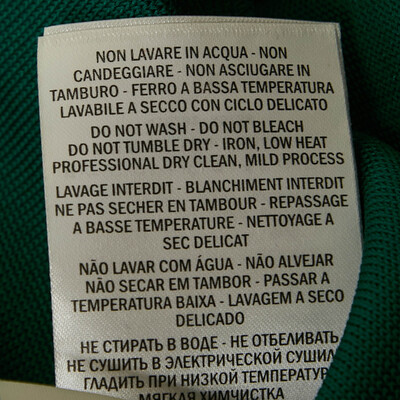 NON LAVARE IN ACQUA - NON
CANDEGGIARE - NON ASCIUGARE IN
TAMBURO - FERRO A BASSA TEMPERATURA
LAVABILE A SECCO CON CICLO DELICATO
DO NOT WASH - DO NOT BLEACH
DO NOT TUMBLE DRY - IRON, LOW HEAT
PROFESSIONAL DRY CLEAN, MILD PROCESS
LAVAGE INTERDIT - BLANCHIMENT INTERDIT
NE PAS SECHER EN TAMBOUR - REPASSAGE
A BASSE TEMPERATURE - NETTOYAGE A
SEC DELICAT
NÃO LAVAR COM ÁGUA - NÃO ALVEJAR
NÃO SECAR EM TAMBOR - PASSAR A
TEMPERATURA BAIXA - LAVAGEM A SECO
DELICADO
НЕ СТИРАТЬ В ВОДЕ - НЕ ОТБЕЛИВАТЬ
НЕ СУШИТЬ В ЭЛЕКТРИЧЕСКОЙ СУШИЛ
ГЛАДИТЬ ПРИ НИЗКОЙ ТЕМПЕРАТУР
МЯГКАЯ ХИМЧИСТКА